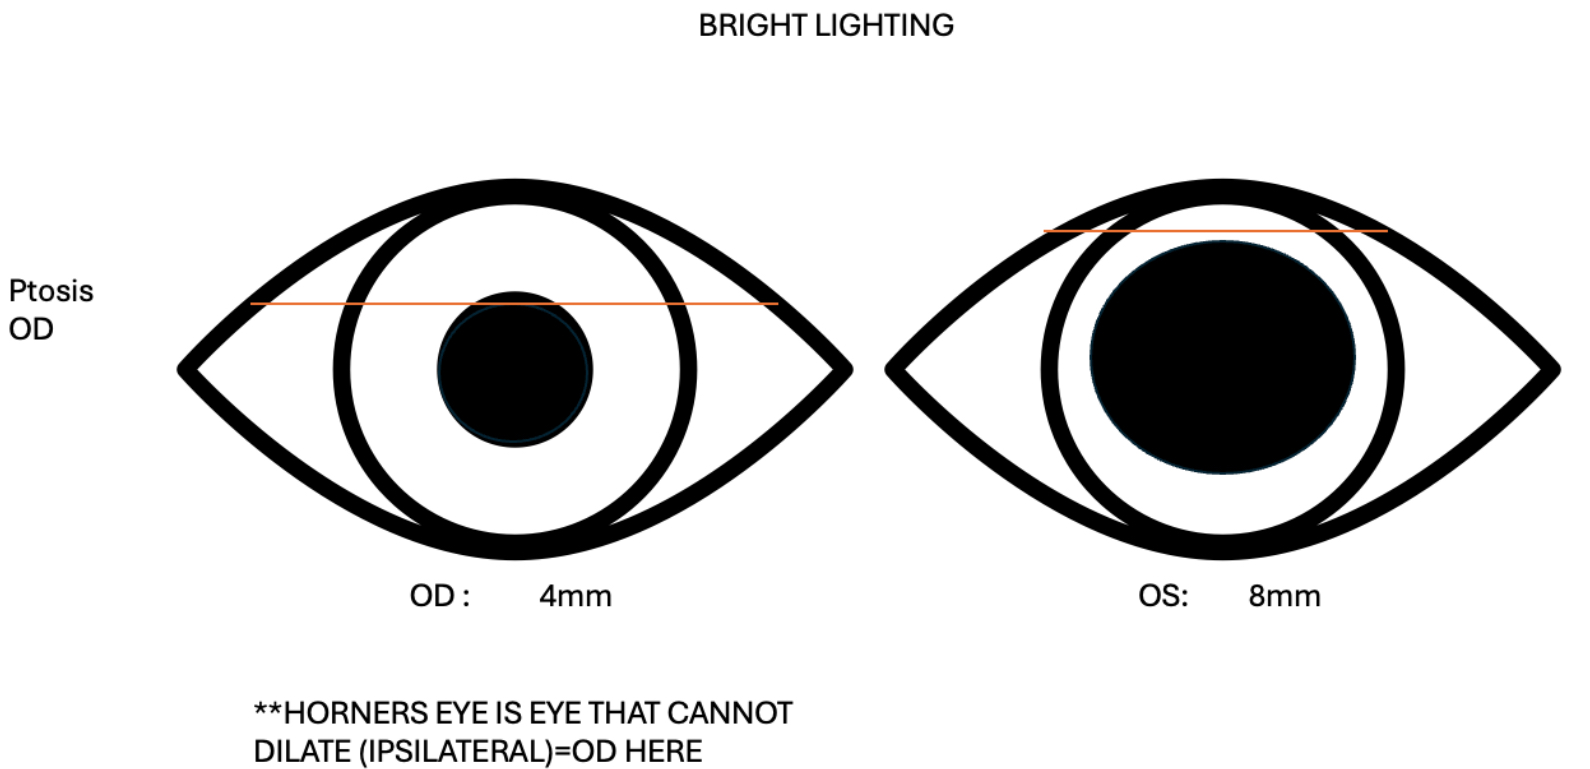 BRIGHT LIGHTING
Ptosis
OD
OD : 4mm
OS: 8mm
**HORNERS EYE IS EYE THAT CANNOT
DILATE (IPSILATERAL)=OD HERE